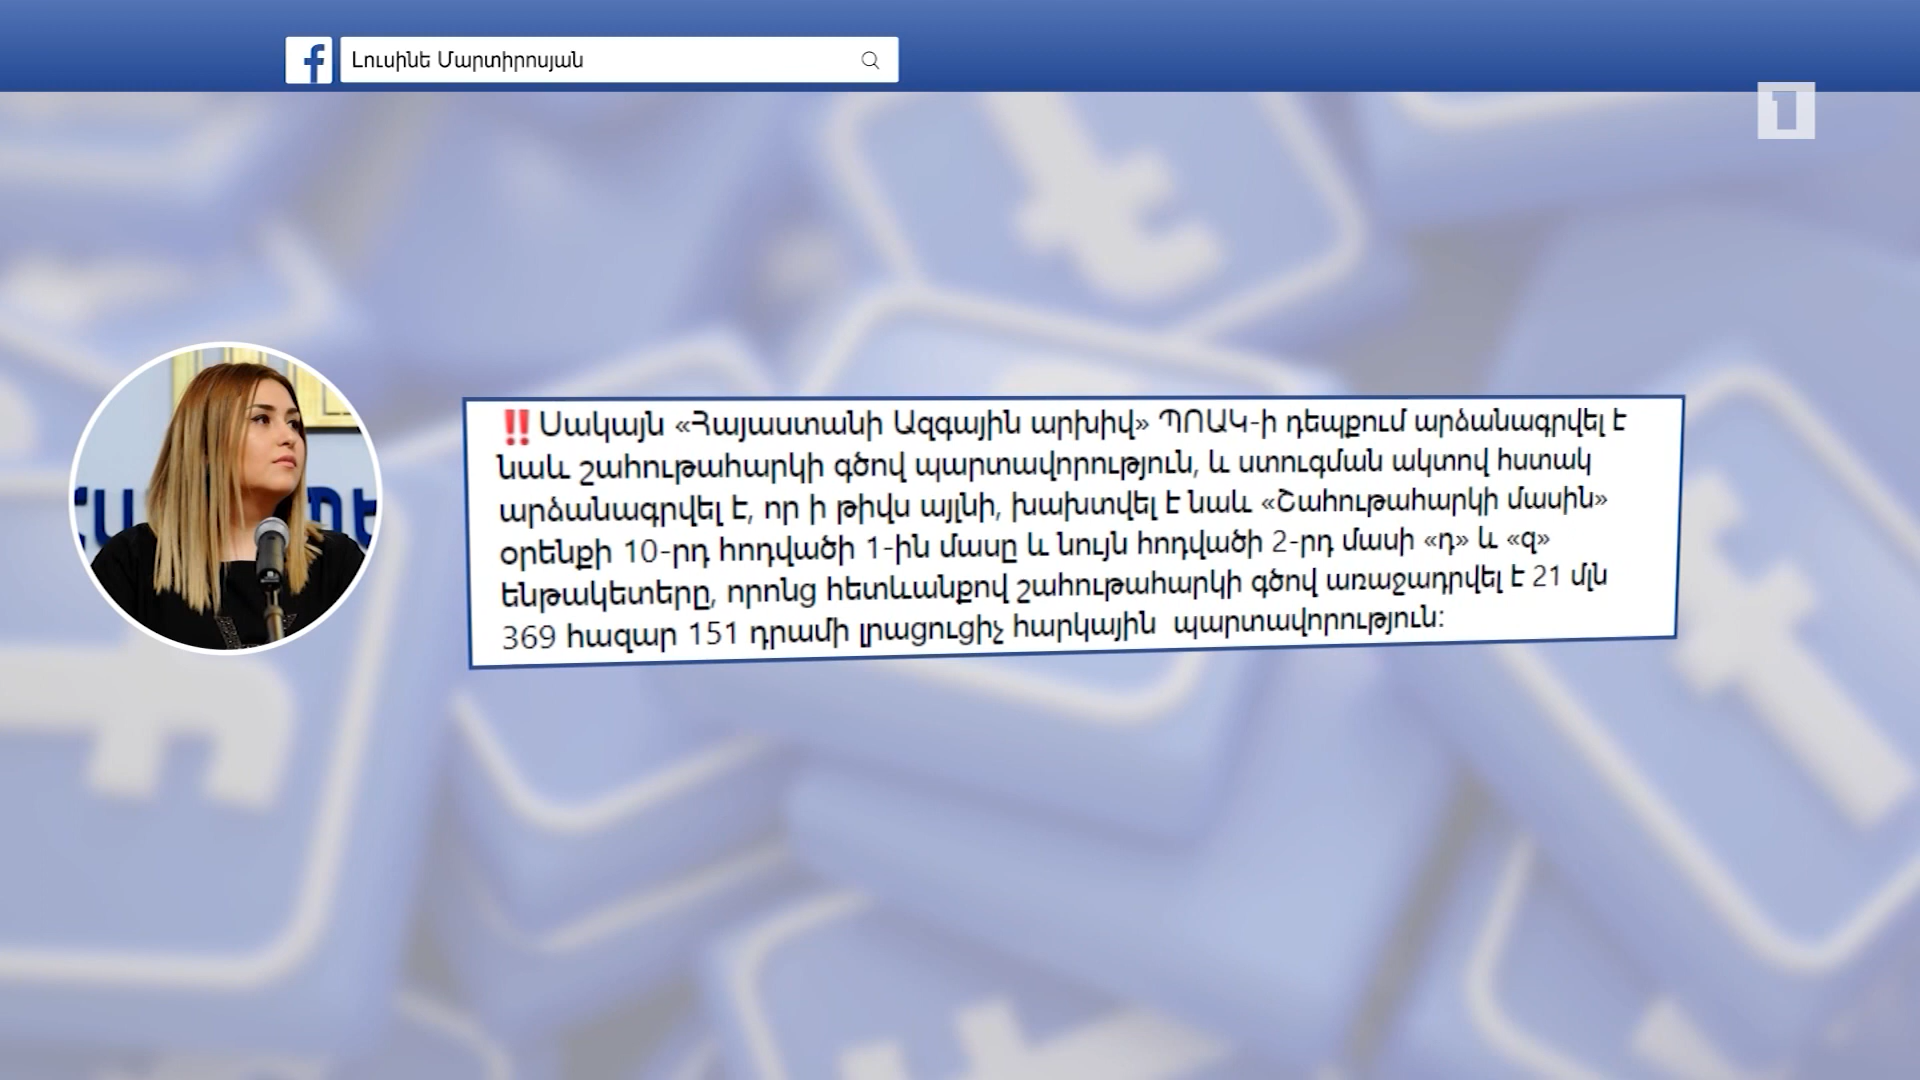 Լուսինե Մարտիրոսյան
1
‼ Սակայն «Հայաստանի Ազգային արխիվ» ՊՈԱԿ-ի դեպքում արձանագրվել է
նաև շահութահարկի գծով պարտավորություն, և ստուգման ակտով հստակ
արձանագրվել է, որ ի թիվս այլնի, խախտվել է նաև «Շահութահարկի մասին»
օրենքի 10-րդ հոդվածի 1-ին մասը և նույն հոդվածի 2-րդ մասի «դ» և «զ»
ենթակետերը, որոնց հետևանքով շահութահարկի գծով առաջադրվել է 21 մլն
369 հազար 151 դրամի լրացուցիչ հարկային պարտավորություն: